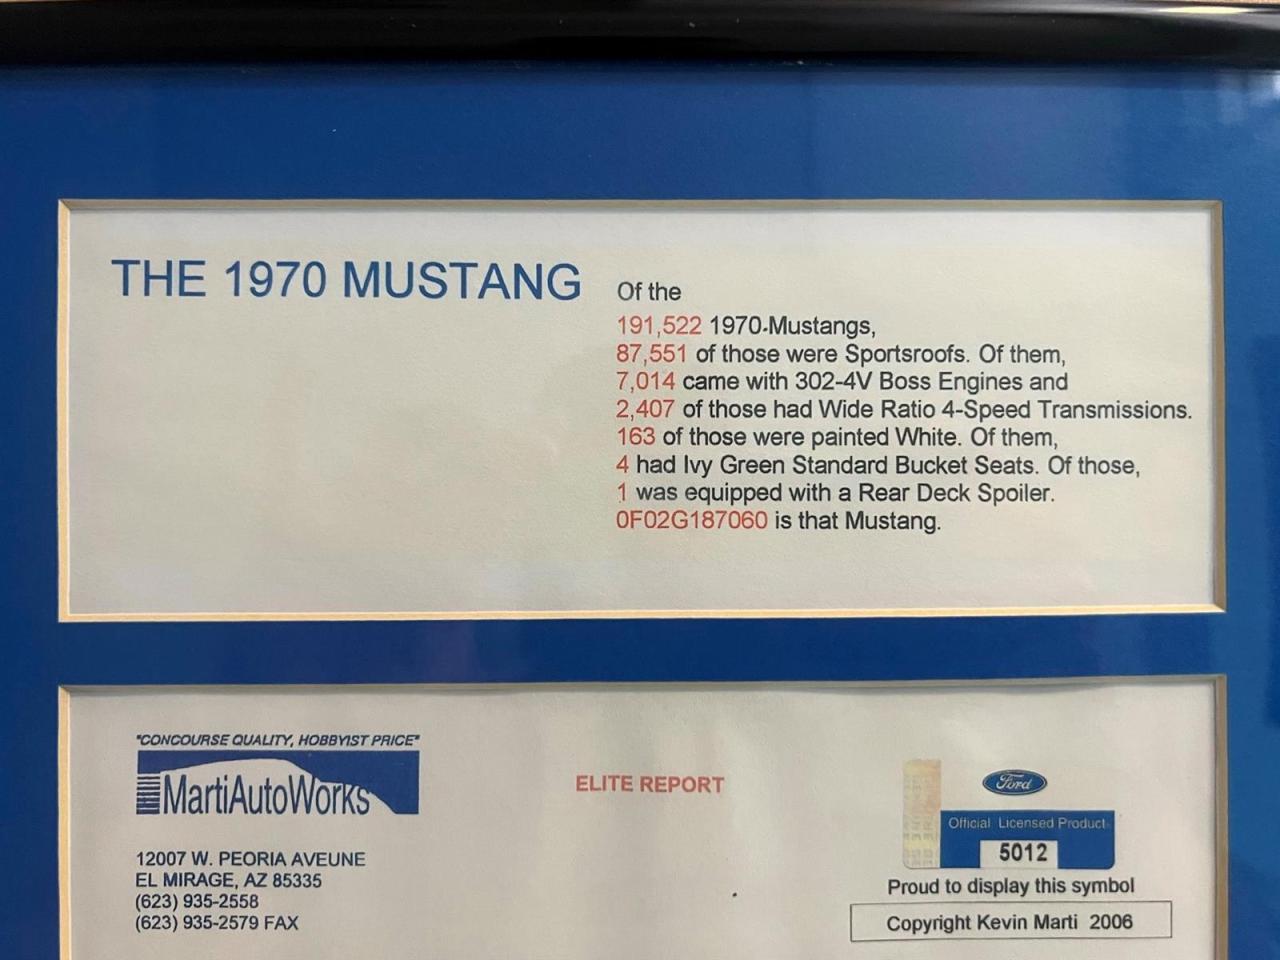 THE 1970 MUSTANG
Of the
191,522 1970-Mustangs,
87,551 of those were Sportsroofs. Of them,
7,014 came with 302-4V Boss Engines and
2,407 of those had Wide Ratio 4-Speed Transmissions.
163 of those were painted White. Of them,
4 had Ivy Green Standard Bucket Seats. Of those,
1 was equipped with a Rear Deck Spoiler.
0F02G187060 is that Mustang.
"CONCOURSE QUALITY, HOBBYIST PRICE"
MartiAutoWorks
12007 W. PEORIA AVEUNE
EL MIRAGE, AZ 85335
(623) 935-2558
(623) 935-2579 FAX
ELITE REPORT
Ford
Official Licensed Product
5012
Proud to display this symbol
Copyright Kevin Marti 2006